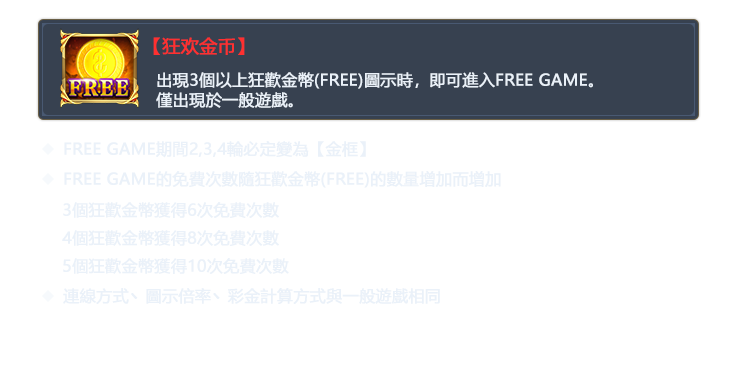 【狂欢金币】
FREE
出現3個以上狂歡金幣(FREE)圖示時，即可進入FREE GAME。
僅出現於一般遊戲。
◆ FREE GAME期間2,3,4輪必定變為【金框】
◆ FREE GAME的免費次數隨狂歡金幣(FREE)的數量增加而增加
3個狂歡金幣獲得6次免費次數
4個狂歡金幣獲得8次免費次數
5個狂歡金幣獲得10次免費次數
◆ 連線方式、圖示倍率、彩金計算方式與一般遊戲相同